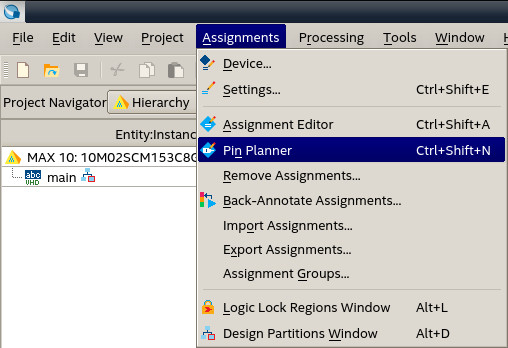 File Edit View Project Assignments Processing Tools Window
Device...
Project Navigator Hierarchy Settings... Ctrl+Shift+E
Entity:Instanc Assignment Editor Ctrl+Shift+A
MAX 10: 10M02SCM153C8G Pin Planner Ctrl+Shift+N
abc
VHD main Remove Assignments...
Back-Annotate Assignments...
Import Assignments...
Export Assignments...
Assignment Groups...
Logic Lock Regions Window Alt+L
Design Partitions Window Alt+D